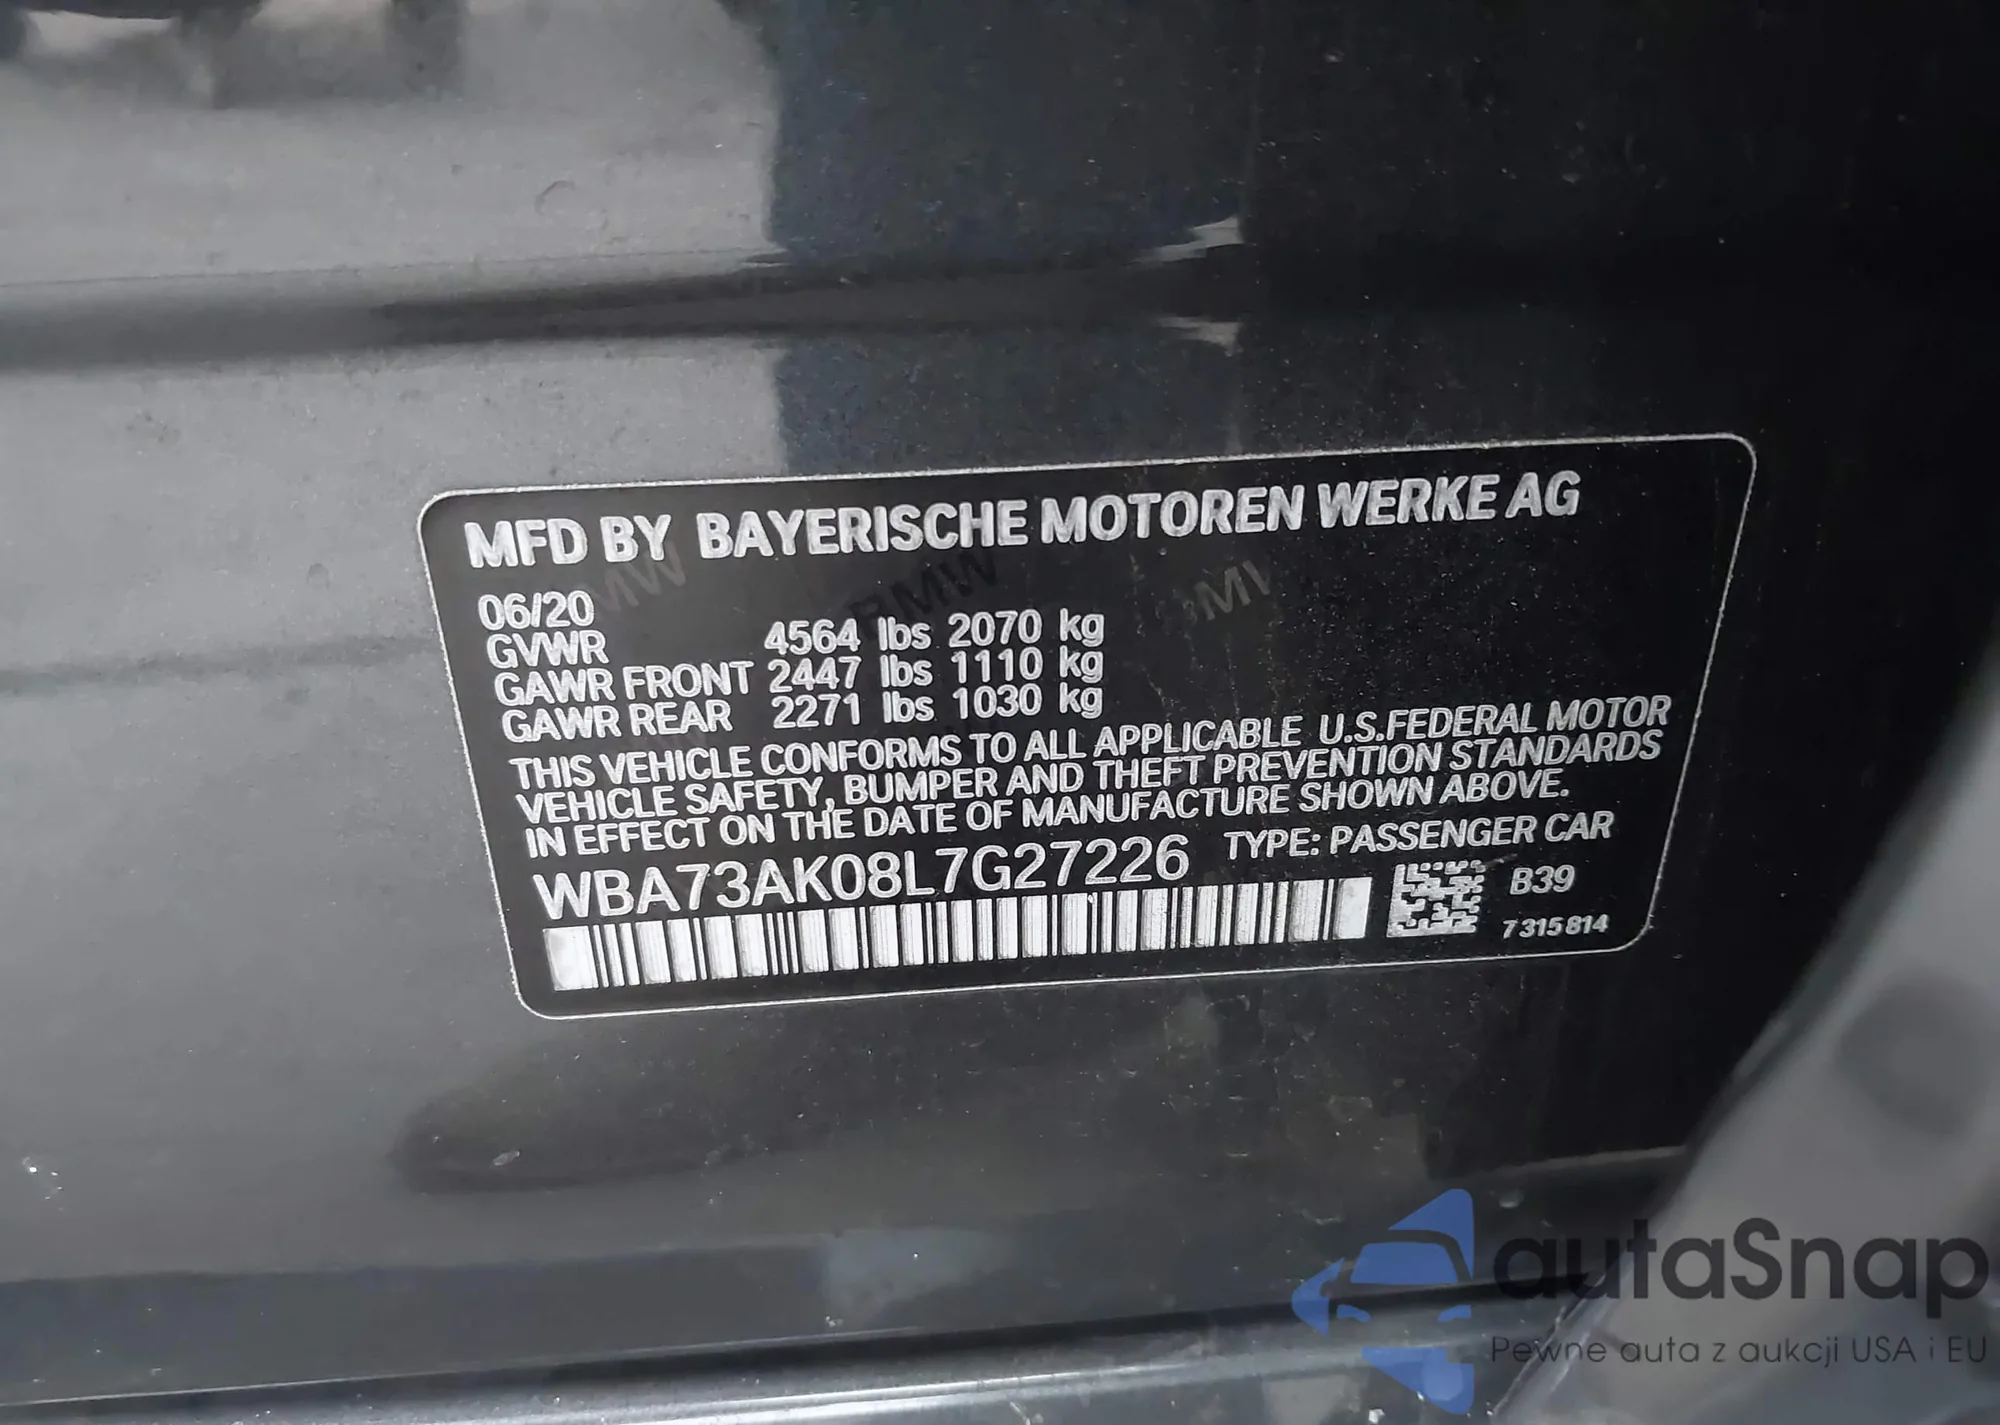 MFD BY BAYERISCHE MOTOREN WERKE AG
06/20
GVWR 4564 lbs 2070 kg
GAWR FRONT 2447 lbs 1110 kg
GAWR REAR 2271 lbs 1030 kg
THIS VEHICLE CONFORMS TO ALL APPLICABLE U.S.FEDERAL MOTOR
VEHICLE SAFETY, BUMPER AND THEFT PREVENTION STANDARDS
IN EFFECT ON THE DATE OF MANUFACTURE SHOWN ABOVE.
WBA73AK08L7G27226 TYPE: PASSENGER CAR
B39
7315814
BMW BMW BMW
autaSnap
Pewne auta z aukcji USA i EU